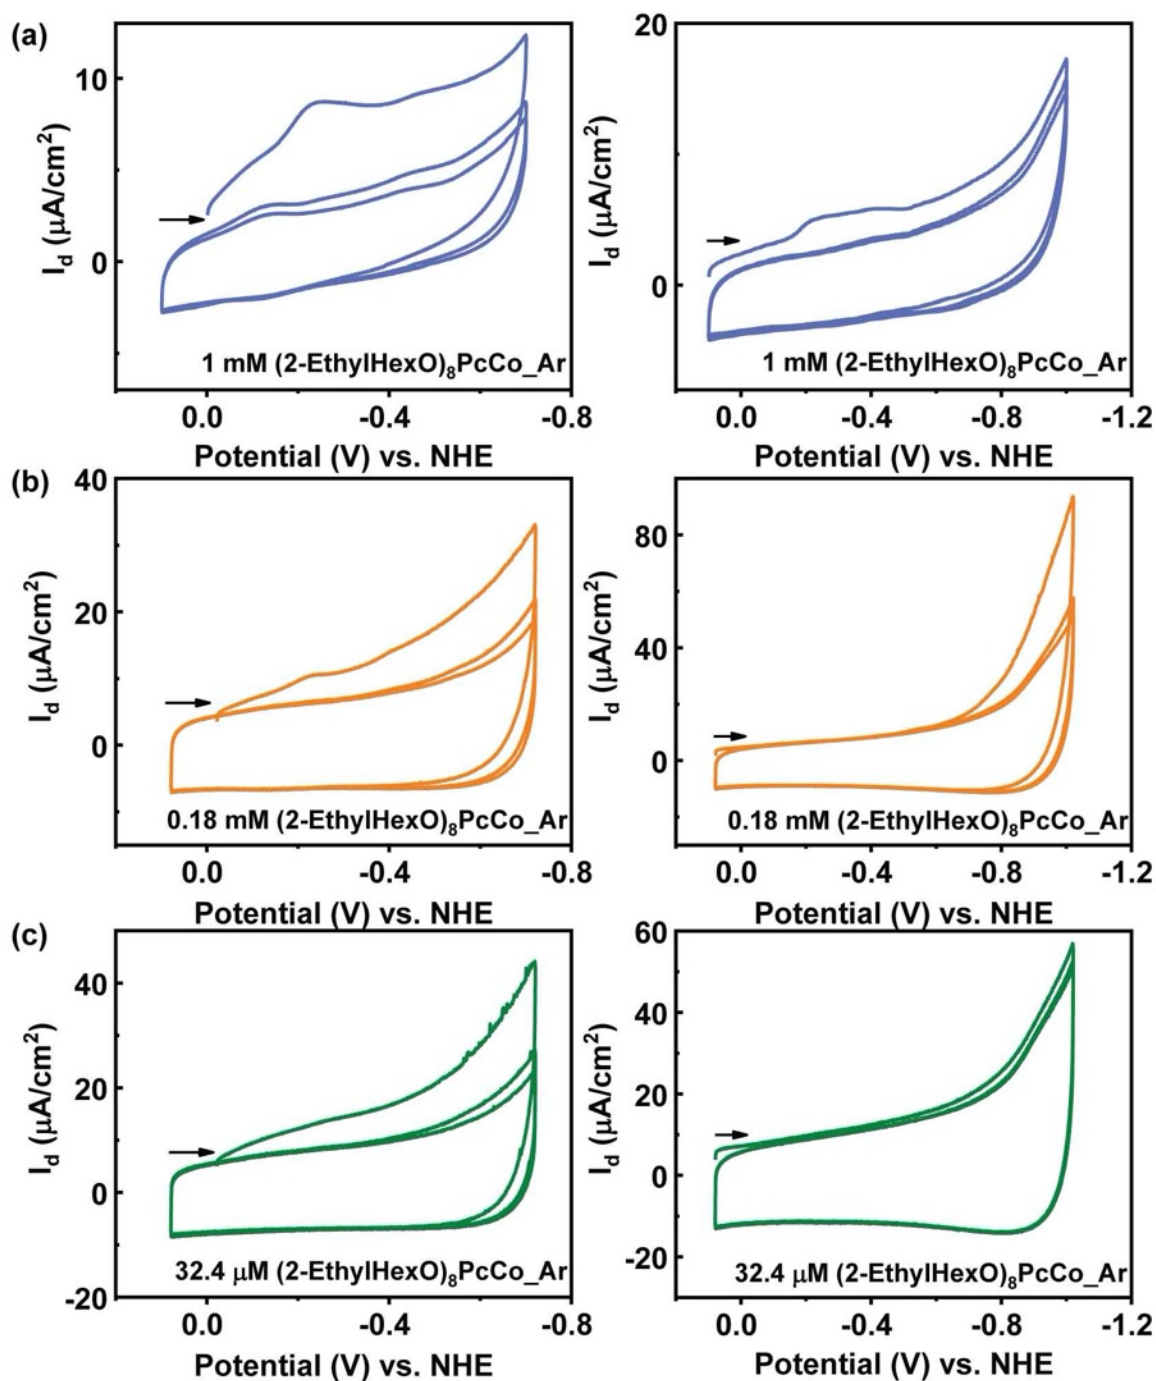 (a)
I_d (μA/cm²)
10
0
1 mM (2-EthylHexO)₈PcCo_Ar
0.0 -0.4 -0.8
Potential (V) vs. NHE
I_d (μA/cm²)
20
10
0
1 mM (2-EthylHexO)₈PcCo_Ar
0.0 -0.4 -0.8 -1.2
Potential (V) vs. NHE
(b)
I_d (μA/cm²)
40
20
0
0.18 mM (2-EthylHexO)₈PcCo_Ar
0.0 -0.4 -0.8
Potential (V) vs. NHE
I_d (μA/cm²)
80
40
0
0.18 mM (2-EthylHexO)₈PcCo_Ar
0.0 -0.4 -0.8 -1.2
Potential (V) vs. NHE
(c)
I_d (μA/cm²)
40
20
0
-20
32.4 μM (2-EthylHexO)₈PcCo_Ar
0.0 -0.4 -0.8
Potential (V) vs. NHE
I_d (μA/cm²)
60
40
20
0
-20
32.4 μM (2-EthylHexO)₈PcCo_Ar
0.0 -0.4 -0.8 -1.2
Potential (V) vs. NHE